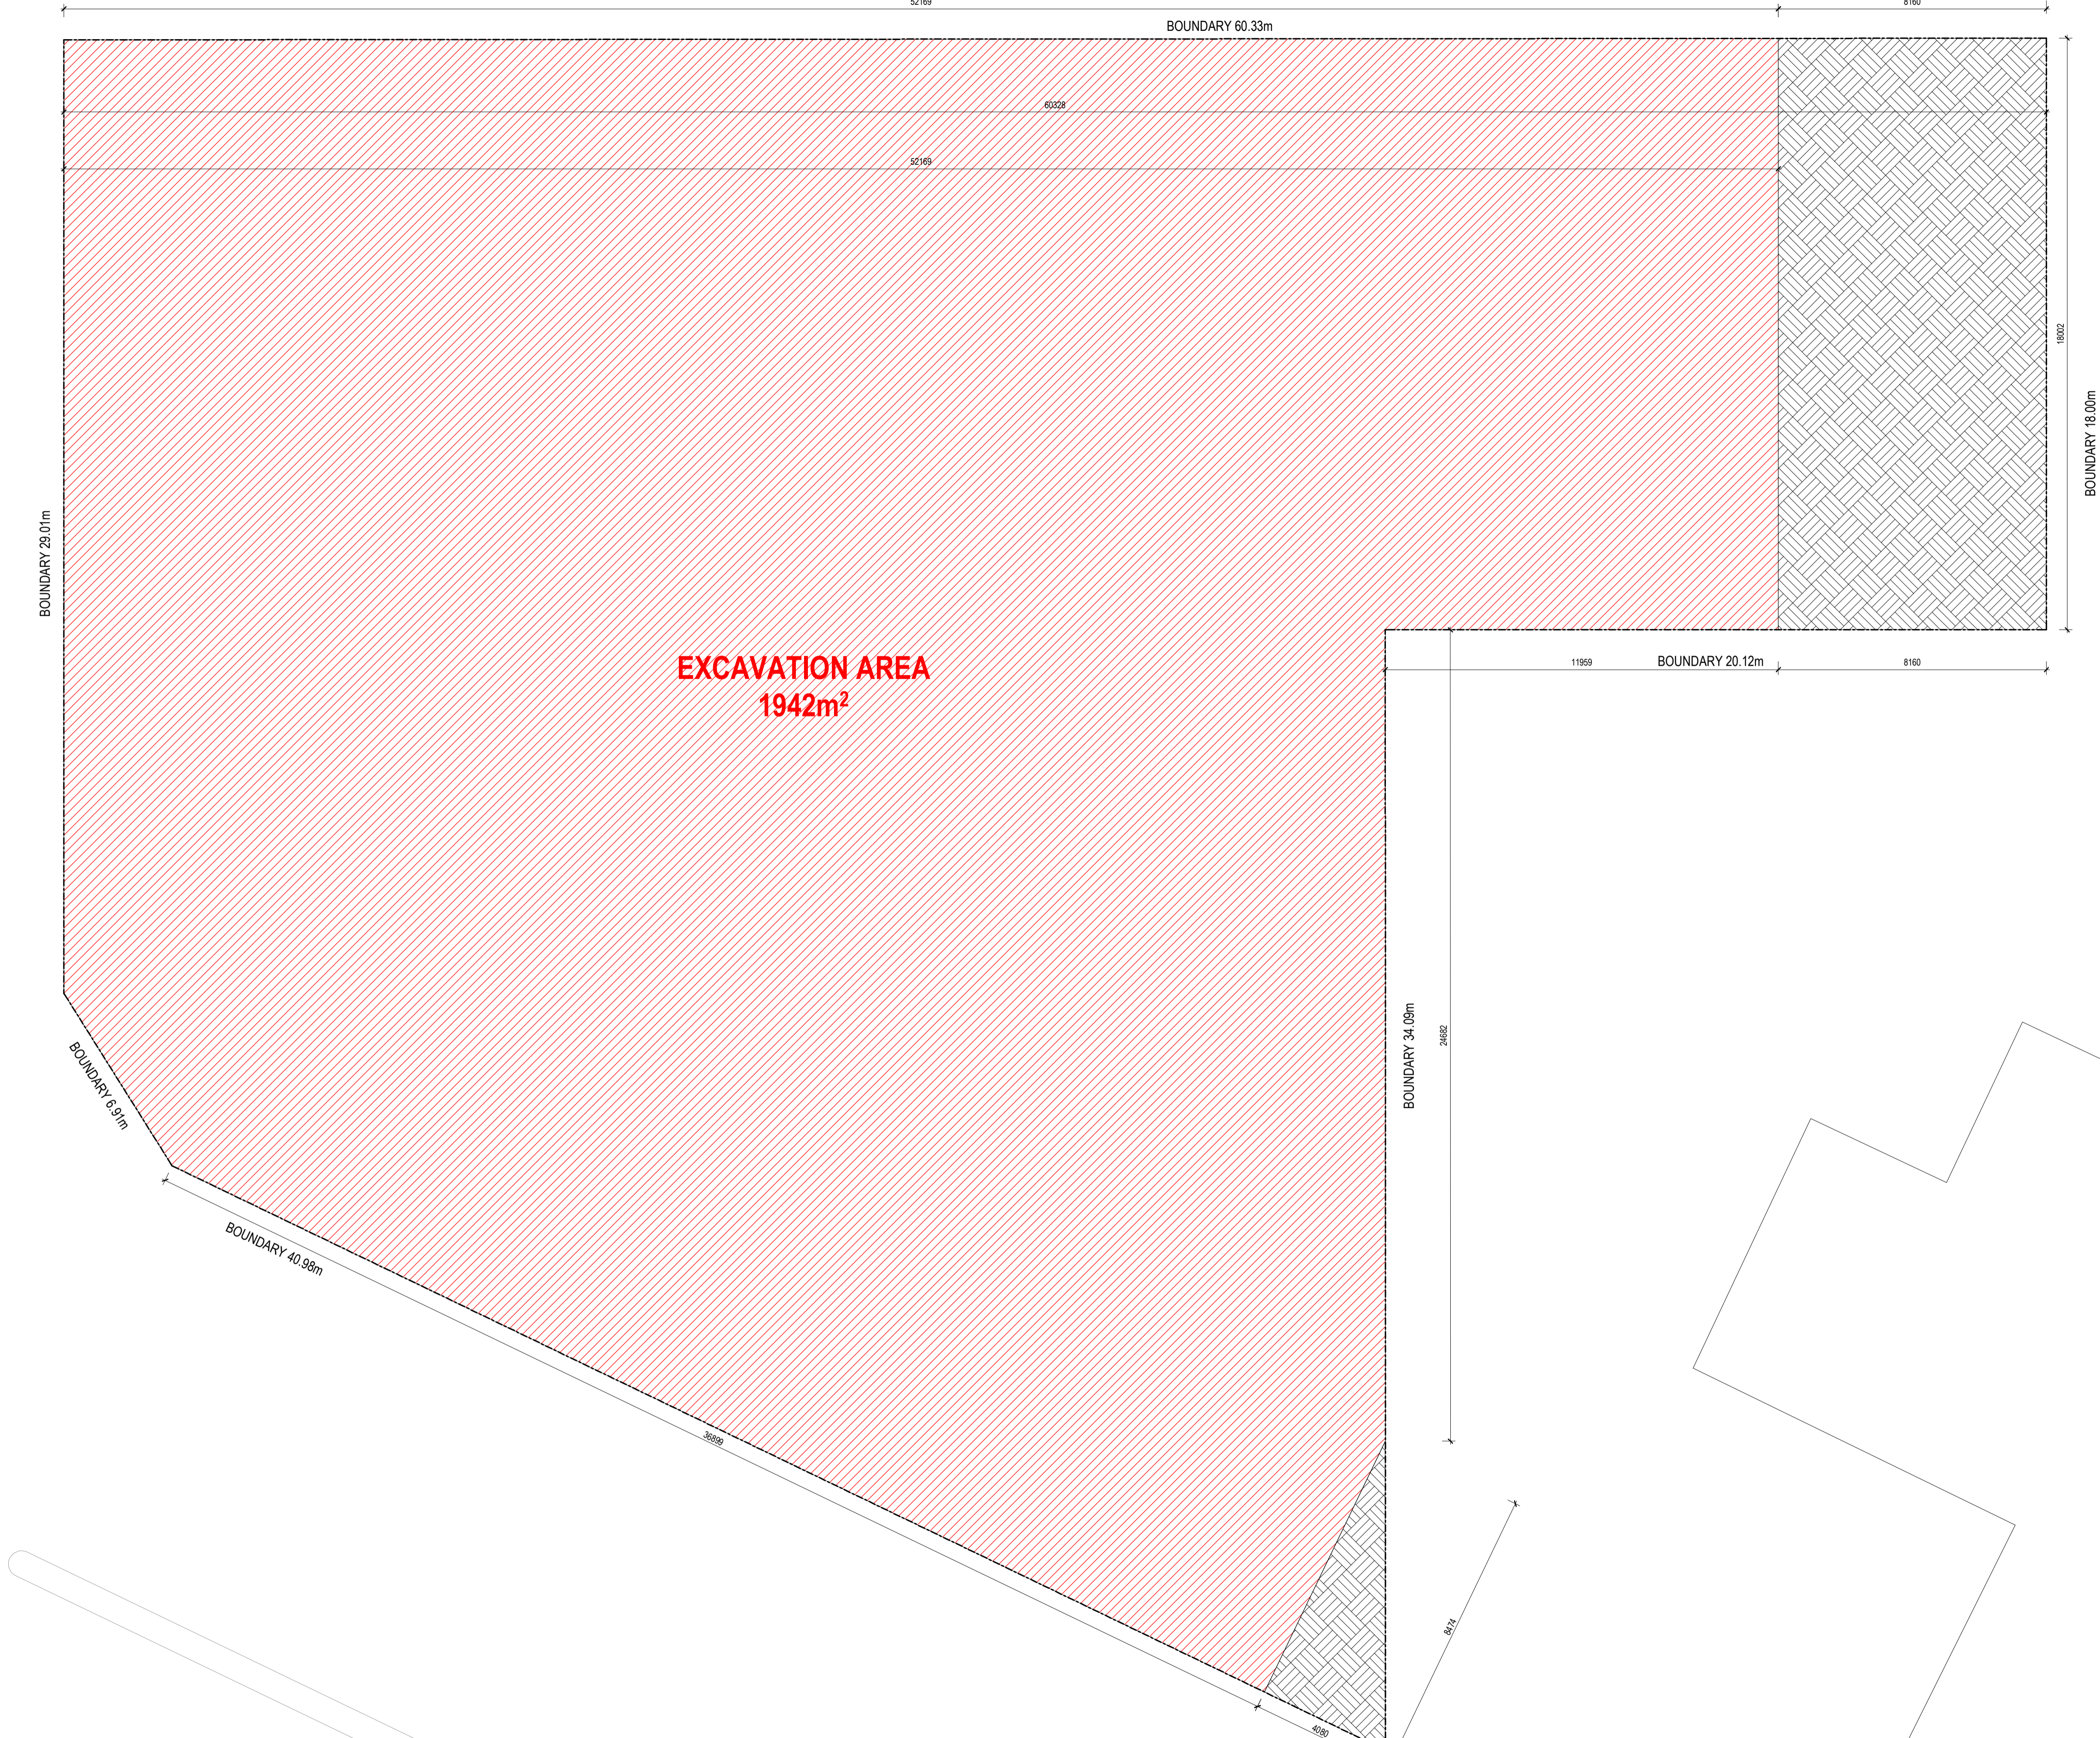 52169
8160
BOUNDARY 60.33m
60328
52169
18002
BOUNDARY 18.00m
BOUNDARY 29.01m
EXCAVATION AREA
1942m²
11959
BOUNDARY 20.12m
8160
24682
BOUNDARY 34.09m
BOUNDARY 6.91m
BOUNDARY 40.98m
36899
8474
4080